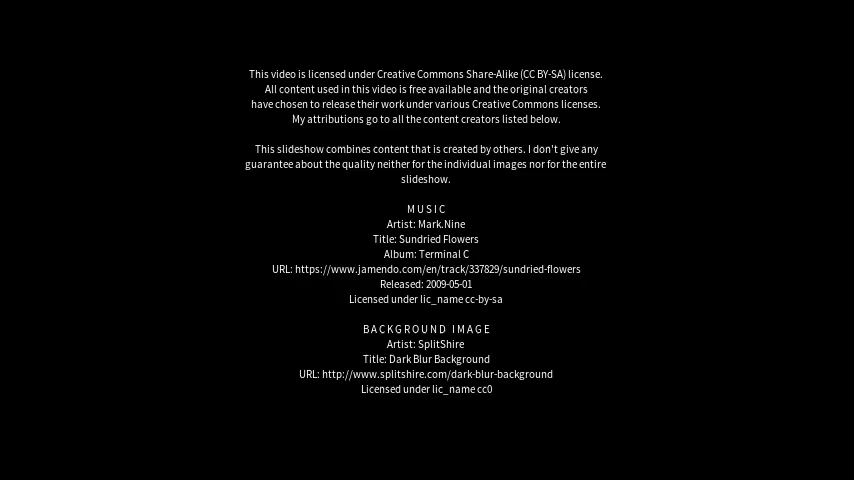 This video is licensed under Creative Commons Share-Alike (CC BY-SA) license.
All content used in this video is free available and the original creators
have chosen to release their work under various Creative Commons licenses.
My attributions go to all the content creators listed below.
This slideshow combines content that is created by others. I don't give any
guarantee about the quality neither for the individual images nor for the entire
slideshow.
MUSIC
Artist: Mark.Nine
Title: Sundried Flowers
Album: Terminal C
URL: https://www.jamendo.com/en/track/337829/sundried-flowers
Released: 2009-05-01
Licensed under lic_name cc-by-sa
BACKGROUND IMAGE
Artist: SplitShire
Title: Dark Blur Background
URL: http://www.splitshire.com/dark-blur-background
Licensed under lic_name cc0